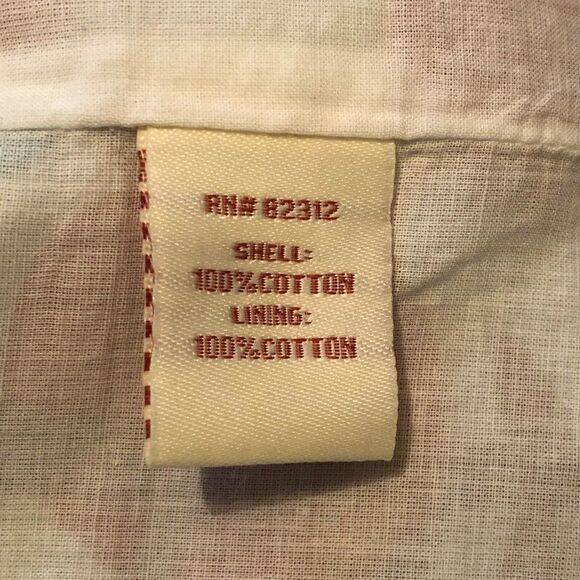 RN# 82312
SHELL:
100%COTTON
LINING:
100%COTTON